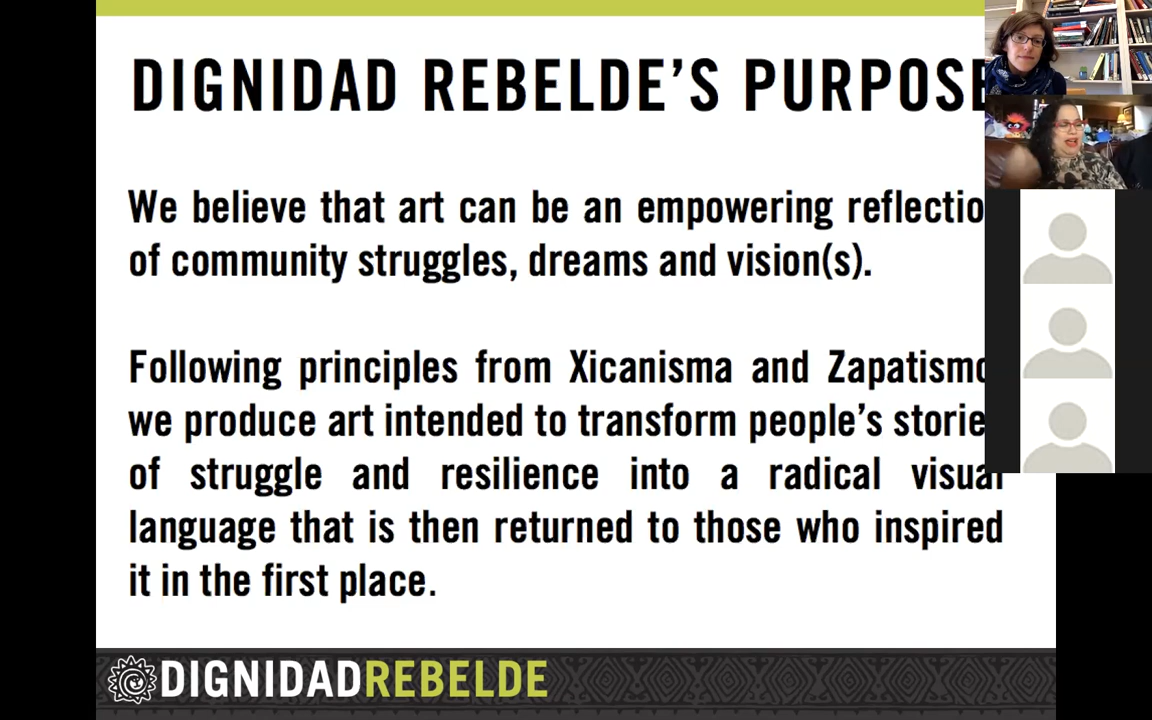 DIGNIDAD REBELDE'S PURPOSE
We believe that art can be an empowering reflectio
of community struggles, dreams and vision(s).
Following principles from Xicanisma and Zapatismo
we produce art intended to transform people's storie
of struggle and resilience into a radical visual
language that is then returned to those who inspired
it in the first place.
DIGNIDADREBELDE